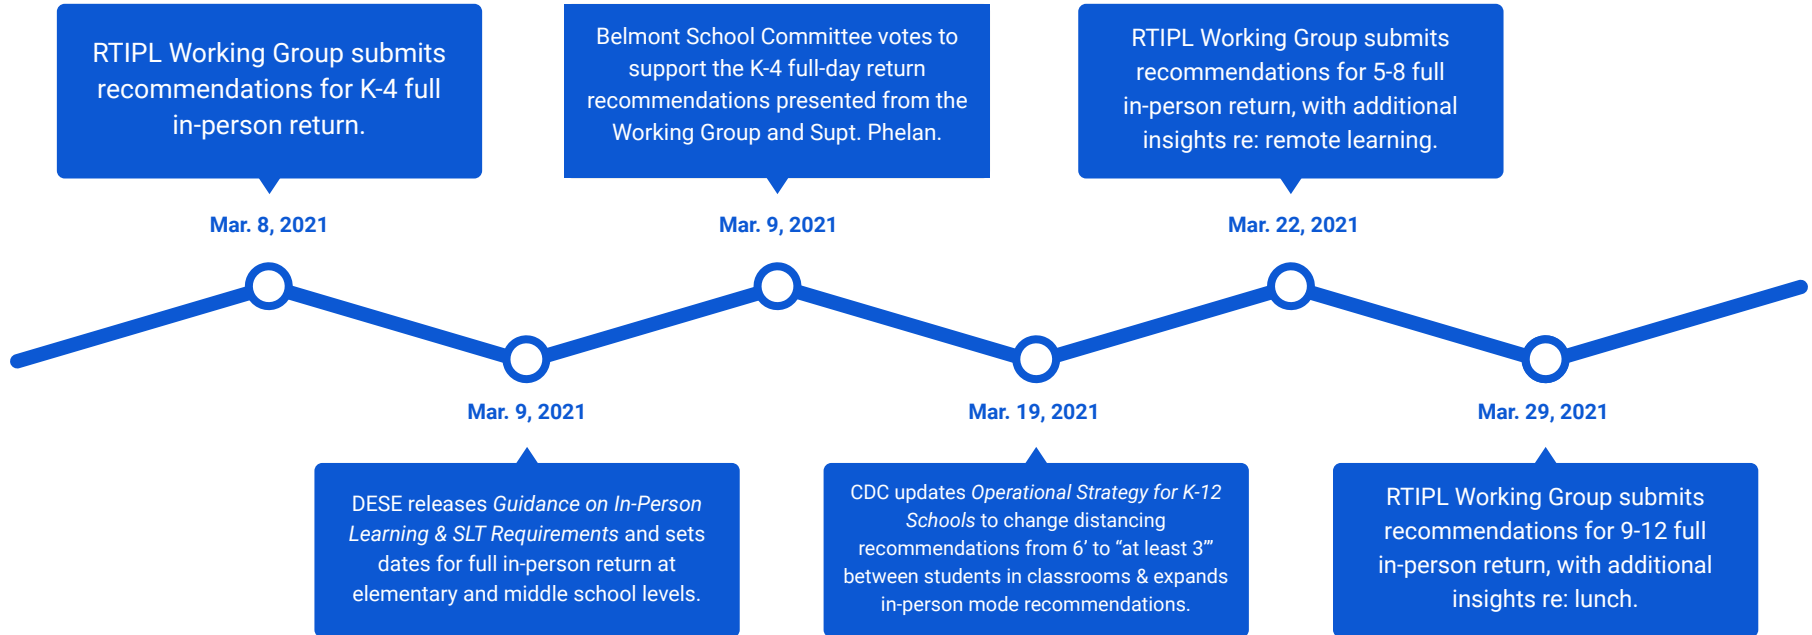 RTIPL Working Group submits
recommendations for K-4 full
in-person return.
Mar. 8, 2021
Mar. 9, 2021
DESE releases Guidance on In-Person
Learning & SLT Requirements and sets
dates for full in-person return at
elementary and middle school levels.
Belmont School Committee votes to
support the K-4 full-day return
recommendations presented from the
Working Group and Supt. Phelan.
Mar. 9, 2021
Mar. 19, 2021
CDC updates Operational Strategy for K-12
Schools to change distancing
recommendations from 6’ to “at least 3’”
between students in classrooms & expands
in-person mode recommendations.
RTIPL Working Group submits
recommendations for 5-8 full
in-person return, with additional
insights re: remote learning.
Mar. 22, 2021
Mar. 29, 2021
RTIPL Working Group submits
recommendations for 9-12 full
in-person return, with additional
insights re: lunch.